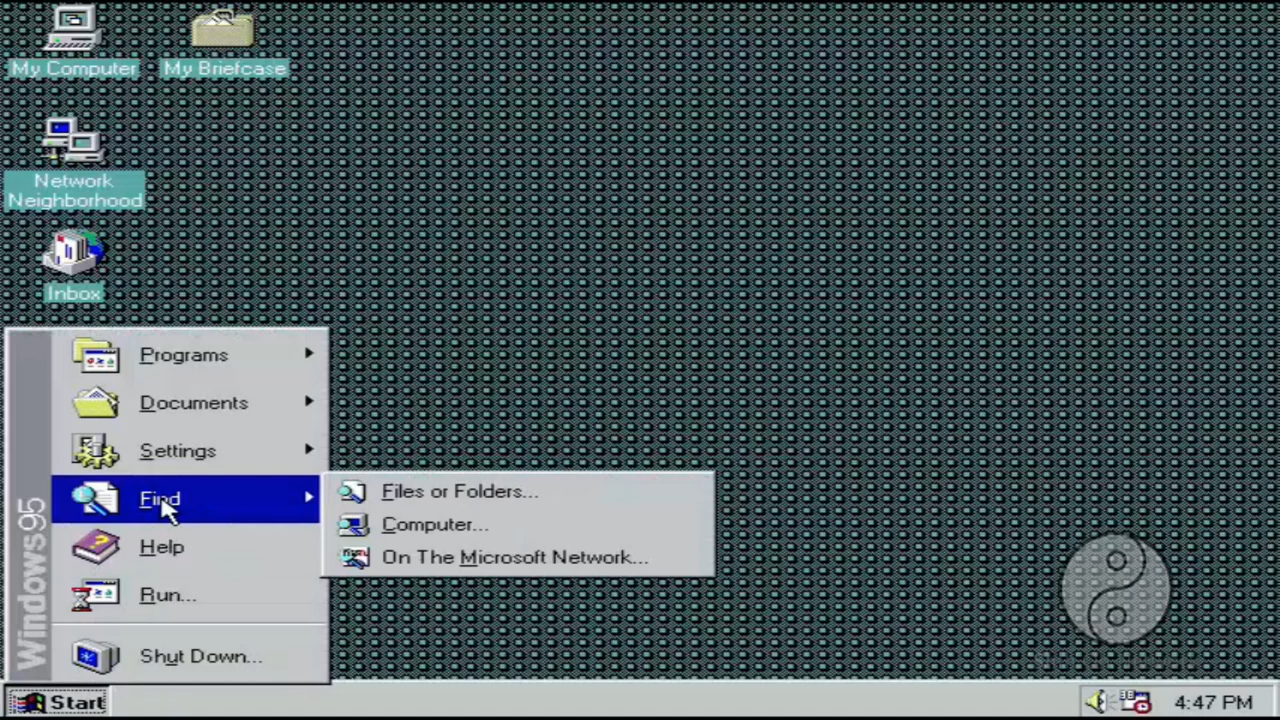 My Computer
My Briefcase
Network
Neighborhood
Inbox
Programs
Documents
Settings
Find
Help
Run...
Shut Down...
Windows95
Files or Folders...
Computer...
On The Microsoft Network...
Start
4:47 PM